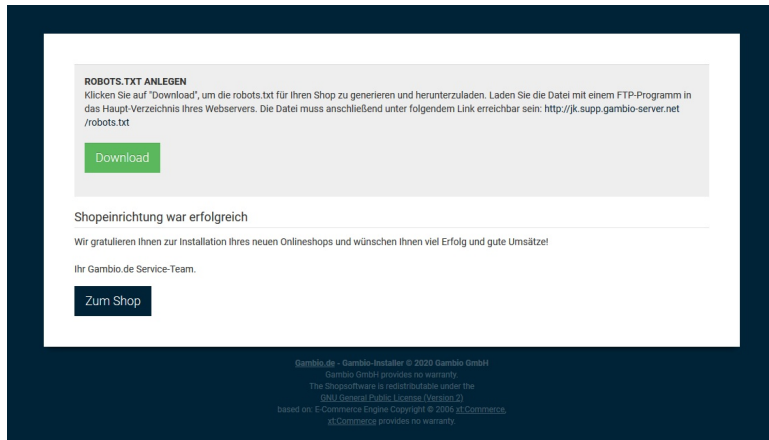 ROBOTS.TXT ANLEGEN
Klicken Sie auf "Download", um die robots.txt für Ihren Shop zu generieren und herunterzuladen. Laden Sie die Datei mit einem FTP-Programm in
das Haupt-Verzeichnis Ihres Webservers. Die Datei muss anschließend unter folgendem Link erreichbar sein: http://jk.supp.gambio-server.net
/robots.txt
Download
Shopeinrichtung war erfolgreich
Wir gratulieren Ihnen zur Installation Ihres neuen Onlineshops und wünschen Ihnen viel Erfolg und gute Umsätze!
Ihr Gambio.de Service-Team.
Zum Shop
Gambio.de - Gambio-Installer © 2020 Gambio GmbH
Gambio GmbH provides no warranty.
The Shopsoftware is redistributable under the
GNU General Public License (Version 2)
based on: E-Commerce Engine Copyright © 2006 xt:Commerce,
xt:Commerce provides no warranty.